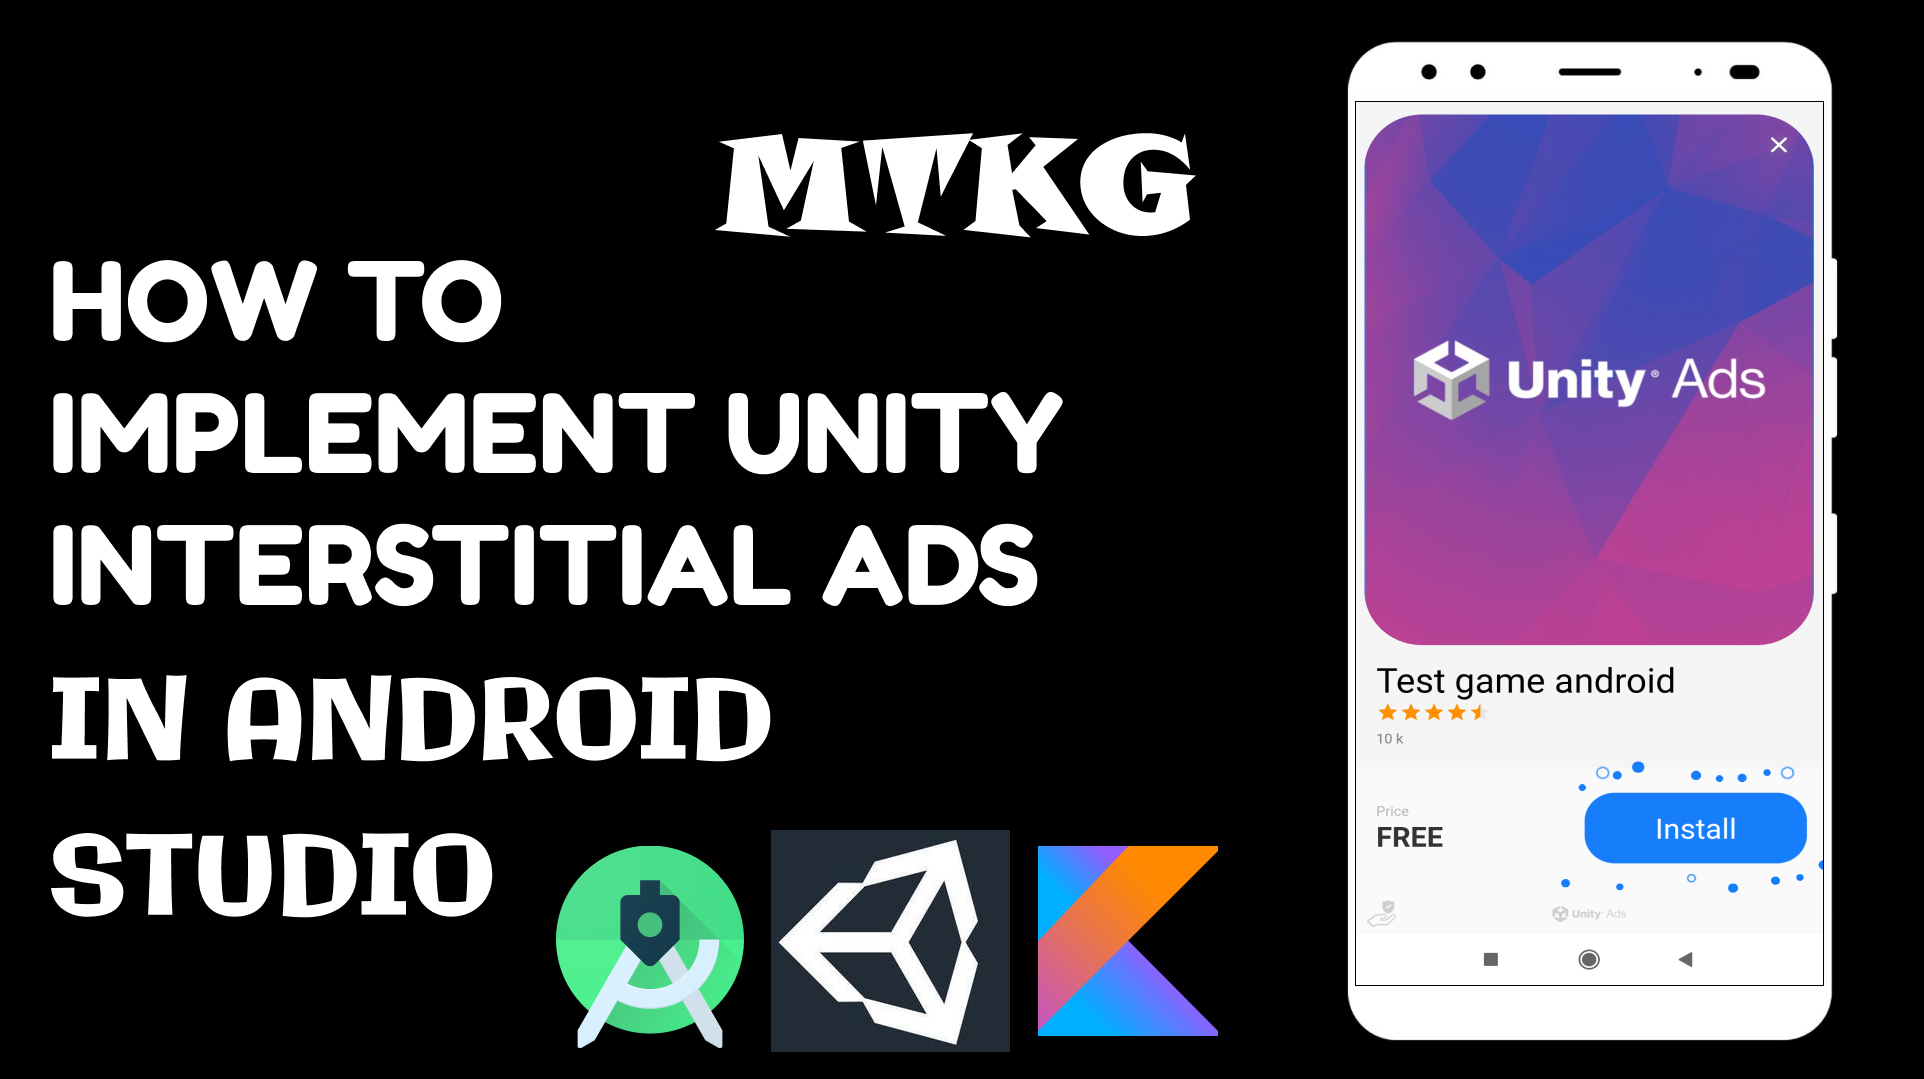 MTKG
HOW TO
IMPLEMENT UNITY
INTERSTITIAL ADS
IN ANDROID
STUDIO
Unity® Ads
Test game android
10 k
Price
FREE
Install
Unity Ads